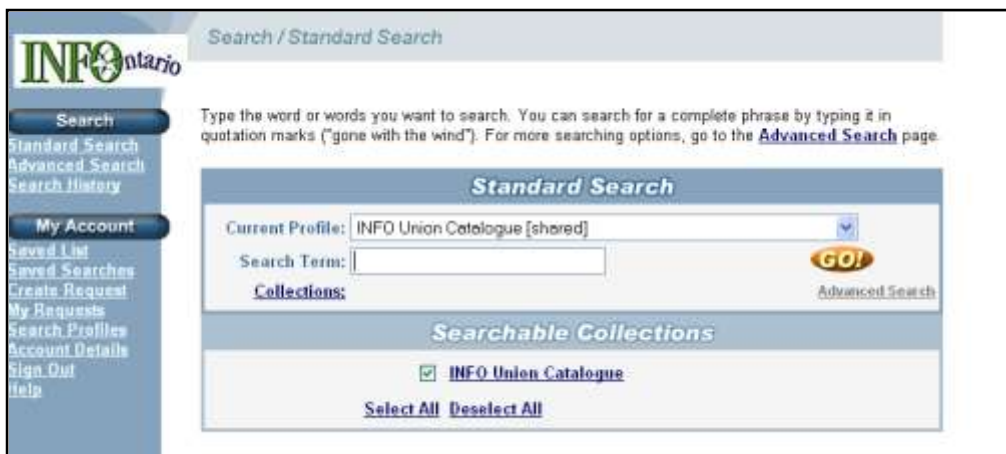 INFOntario
Search
Standard Search
Advanced Search
Search History
My Account
Saved List
Saved Searches
Create Request
My Requests
Search Profiles
Account Details
Sign Out
Help
Search / Standard Search
Type the word or words you want to search. You can search for a complete phrase by typing it in
quotation marks ("gone with the wind"). For more searching options, go to the Advanced Search page.
Standard Search
Current Profile: INFO Union Catalogue [shared]
Search Term: GO!
Collections: Advanced Search
Searchable Collections
INFO Union Catalogue
Select All Deselect All